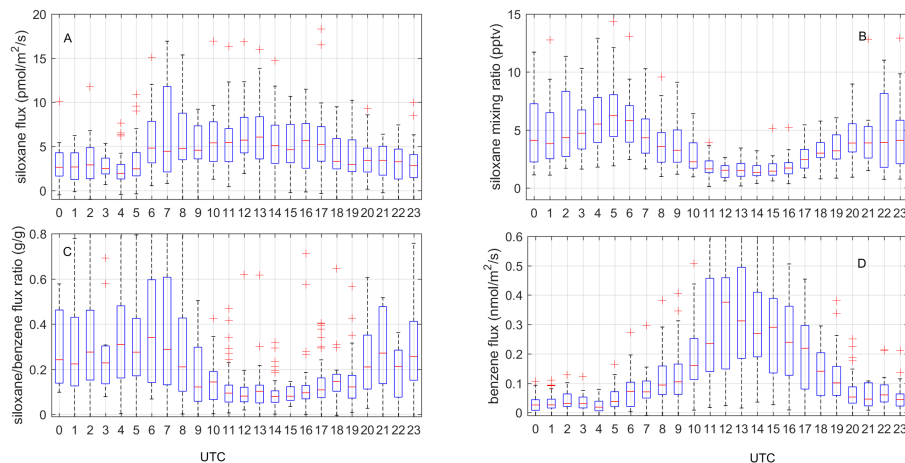 A
siloxane flux (pmol/m^2/s)
20
15
10
5
0
0 1 2 3 4 5 6 7 8 9 10 11 12 13 14 15 16 17 18 19 20 21 22 23
B
siloxane mixing ratio (pptv)
15
10
5
0
0 1 2 3 4 5 6 7 8 9 10 11 12 13 14 15 16 17 18 19 20 21 22 23
UTC
C
siloxane/benzene flux ratio (g/g)
0.8
0.6
0.4
0.2
0
0 1 2 3 4 5 6 7 8 9 10 11 12 13 14 15 16 17 18 19 20 21 22 23
UTC
D
benzene flux (nmol/m^2/s)
0.6
0.5
0.4
0.3
0.2
0.1
0
0 1 2 3 4 5 6 7 8 9 10 11 12 13 14 15 16 17 18 19 20 21 22 23
UTC